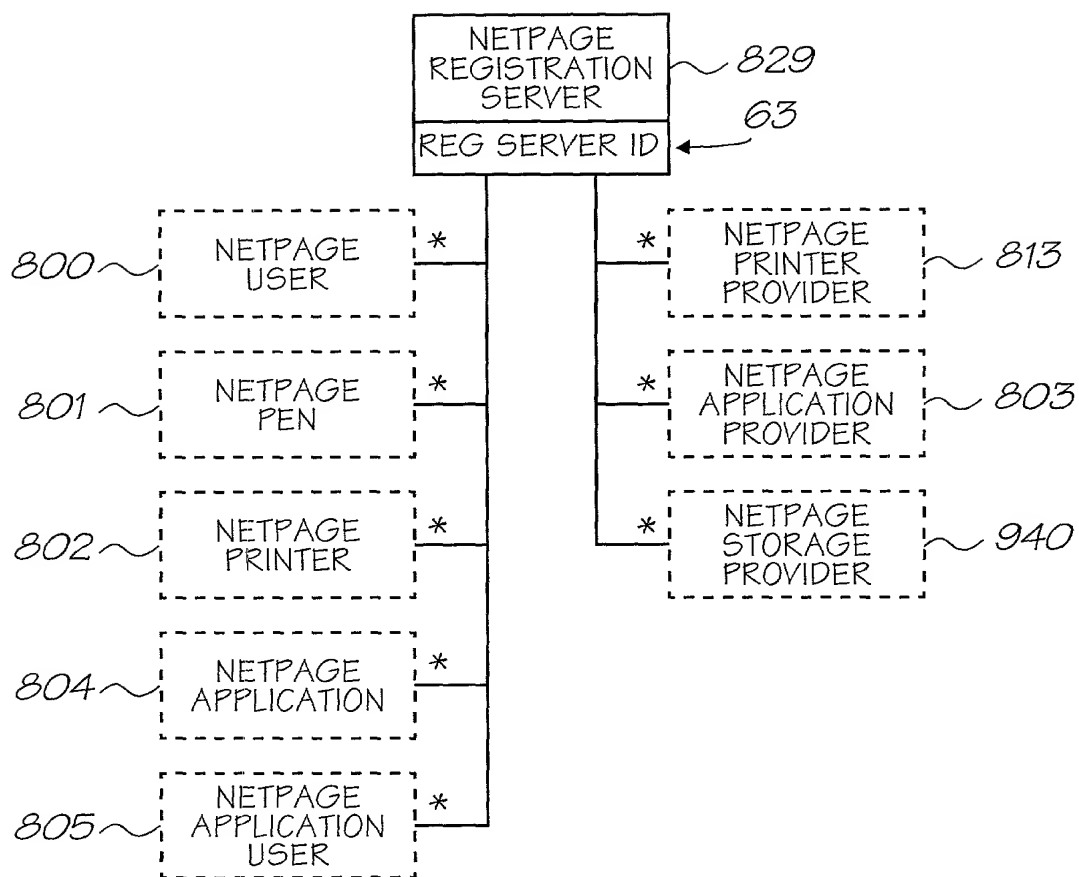 NETPAGE
REGISTRATION
SERVER
829
REG SERVER ID
63
800
NETPAGE
USER
*
*
NETPAGE
PRINTER
PROVIDER
813
801
NETPAGE
PEN
*
*
NETPAGE
APPLICATION
PROVIDER
803
802
NETPAGE
PRINTER
*
*
NETPAGE
STORAGE
PROVIDER
940
804
NETPAGE
APPLICATION
*
805
NETPAGE
APPLICATION
USER
*